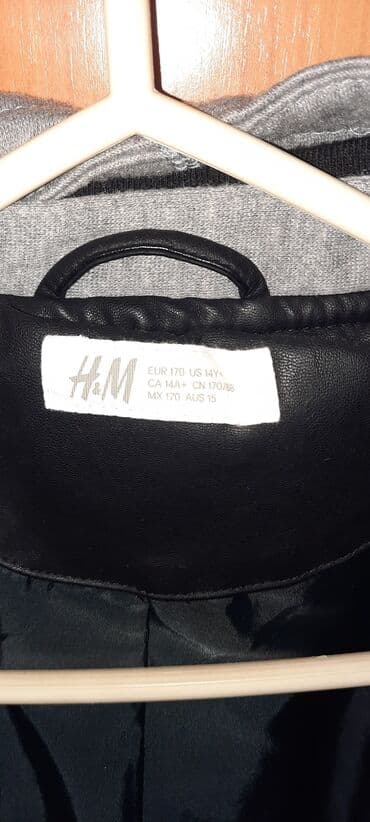 H&M
EUR 170 US 14Y+
CA 14A+ CN 170/88
MX 170 AUS 15